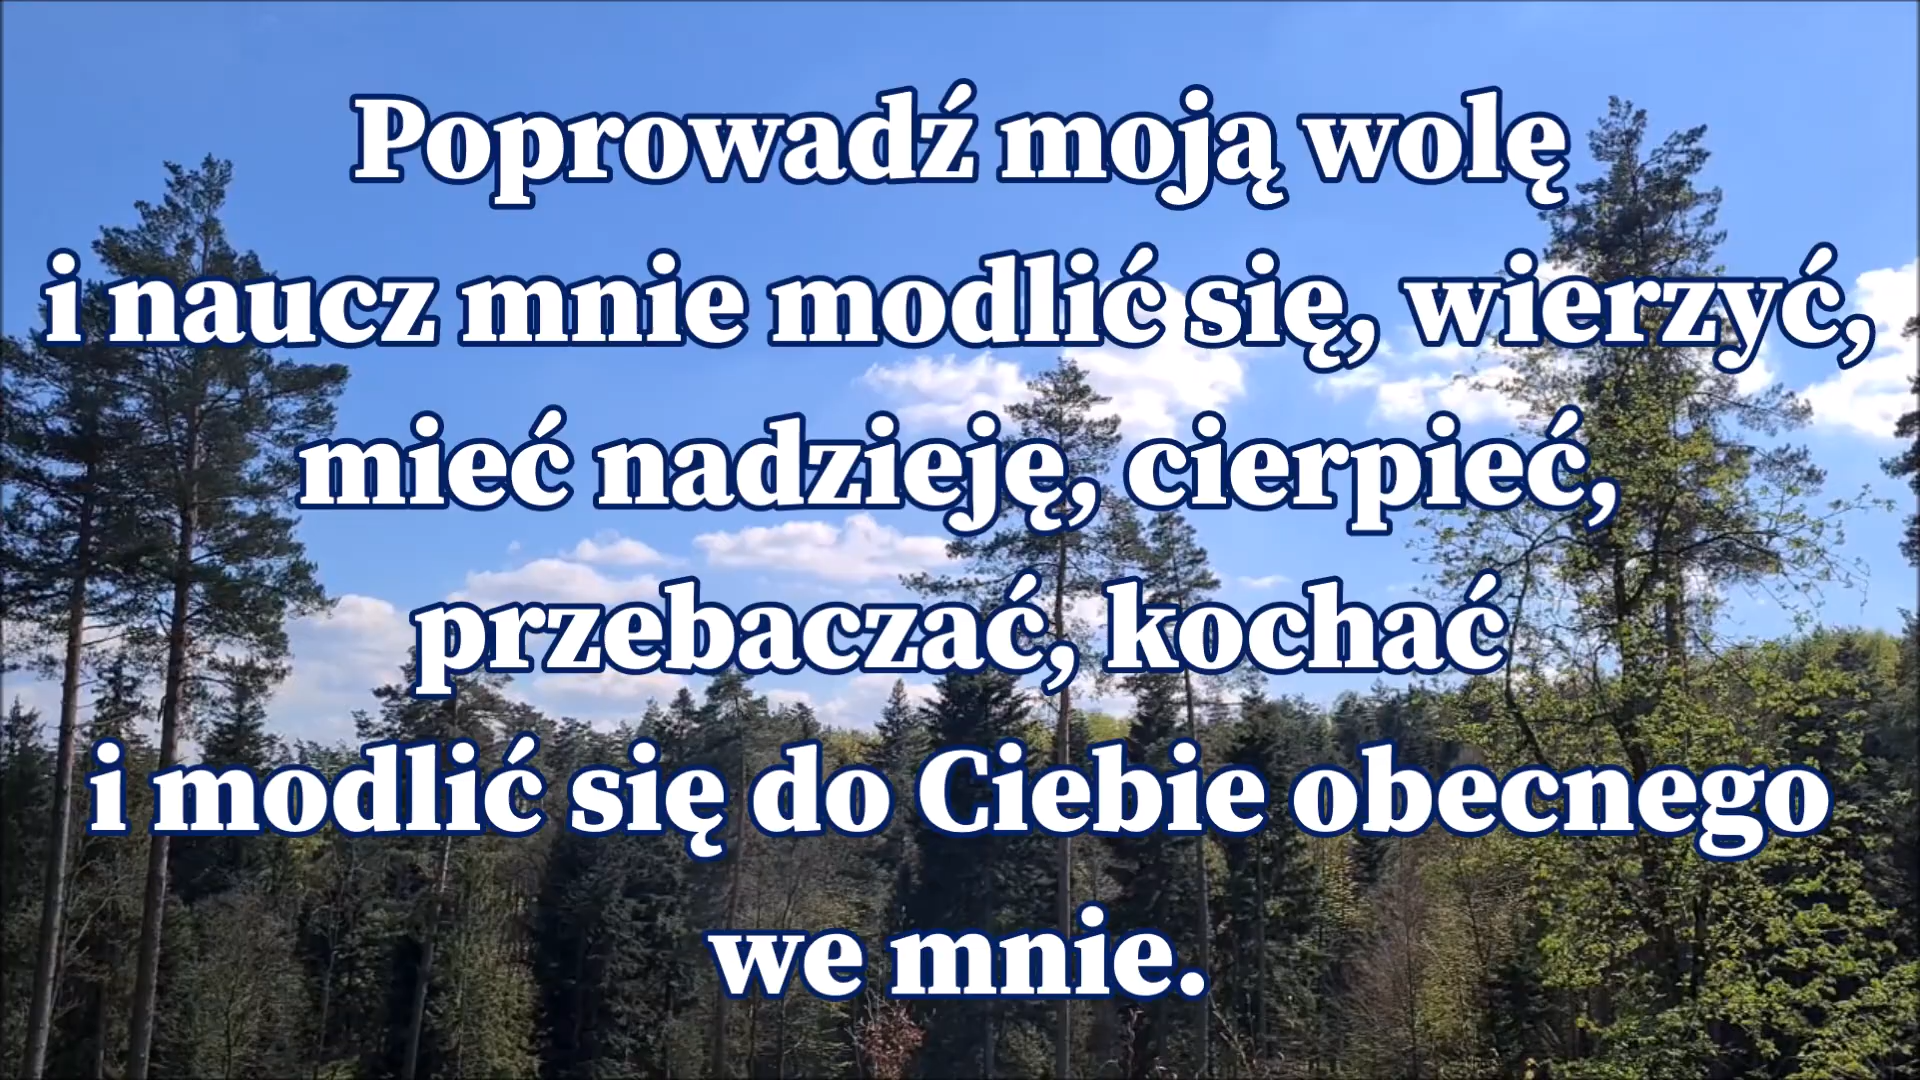 Poprowadź moją wolę
i naucz mnie modlić się, wierzyć,
mieć nadzieję, cierpieć,
przebaczać, kochać
i modlić się do Ciebie obecnego
we mnie.